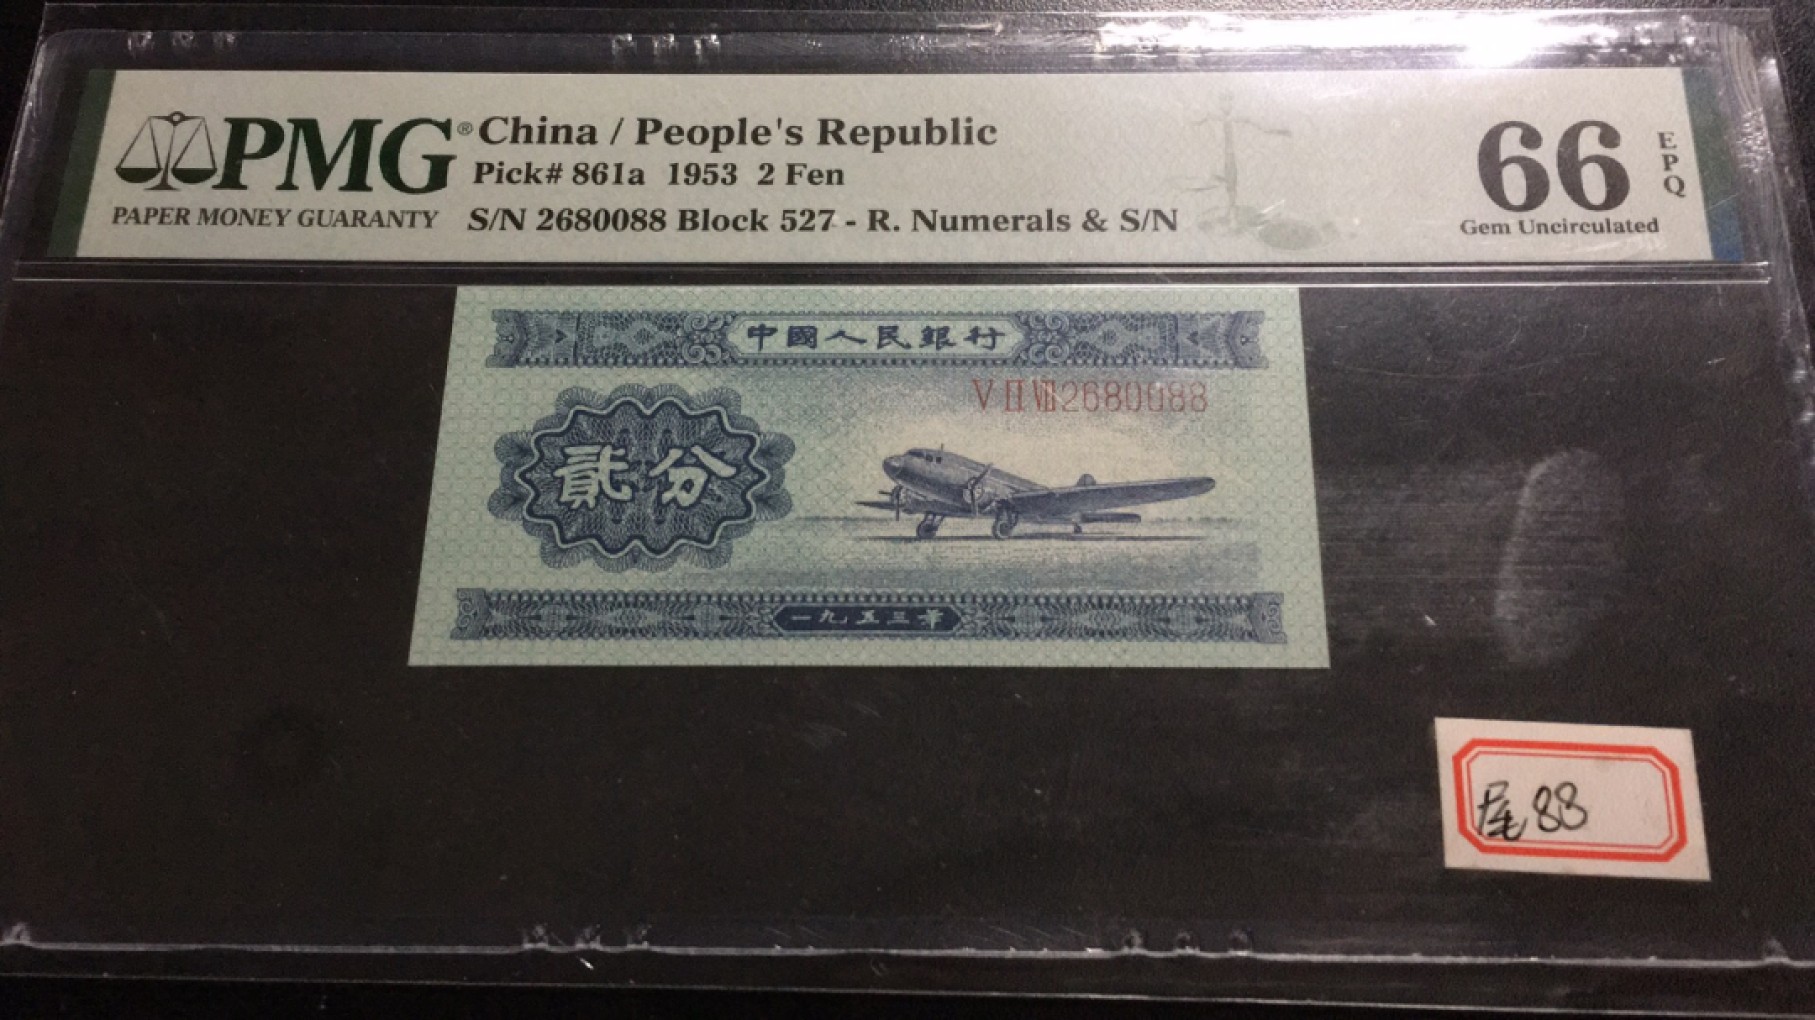 PMG® China / People's Republic
Pick# 861a 1953 2 Fen
PAPER MONEY GUARANTY S/N 2680088 Block 527 - R. Numerals & S/N
66 EPQ
Gem Uncirculated
中國人民銀行
V II VII 2680088
貳分
一九五三年
尾88